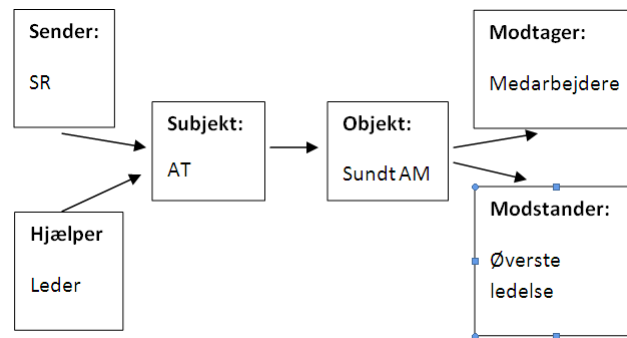 Sender:
SR
Hjælper
Leder
Subjekt:
AT
Objekt:
Sundt AM
Modtager:
Medarbejdere
Modstander:
Øverste
ledelse